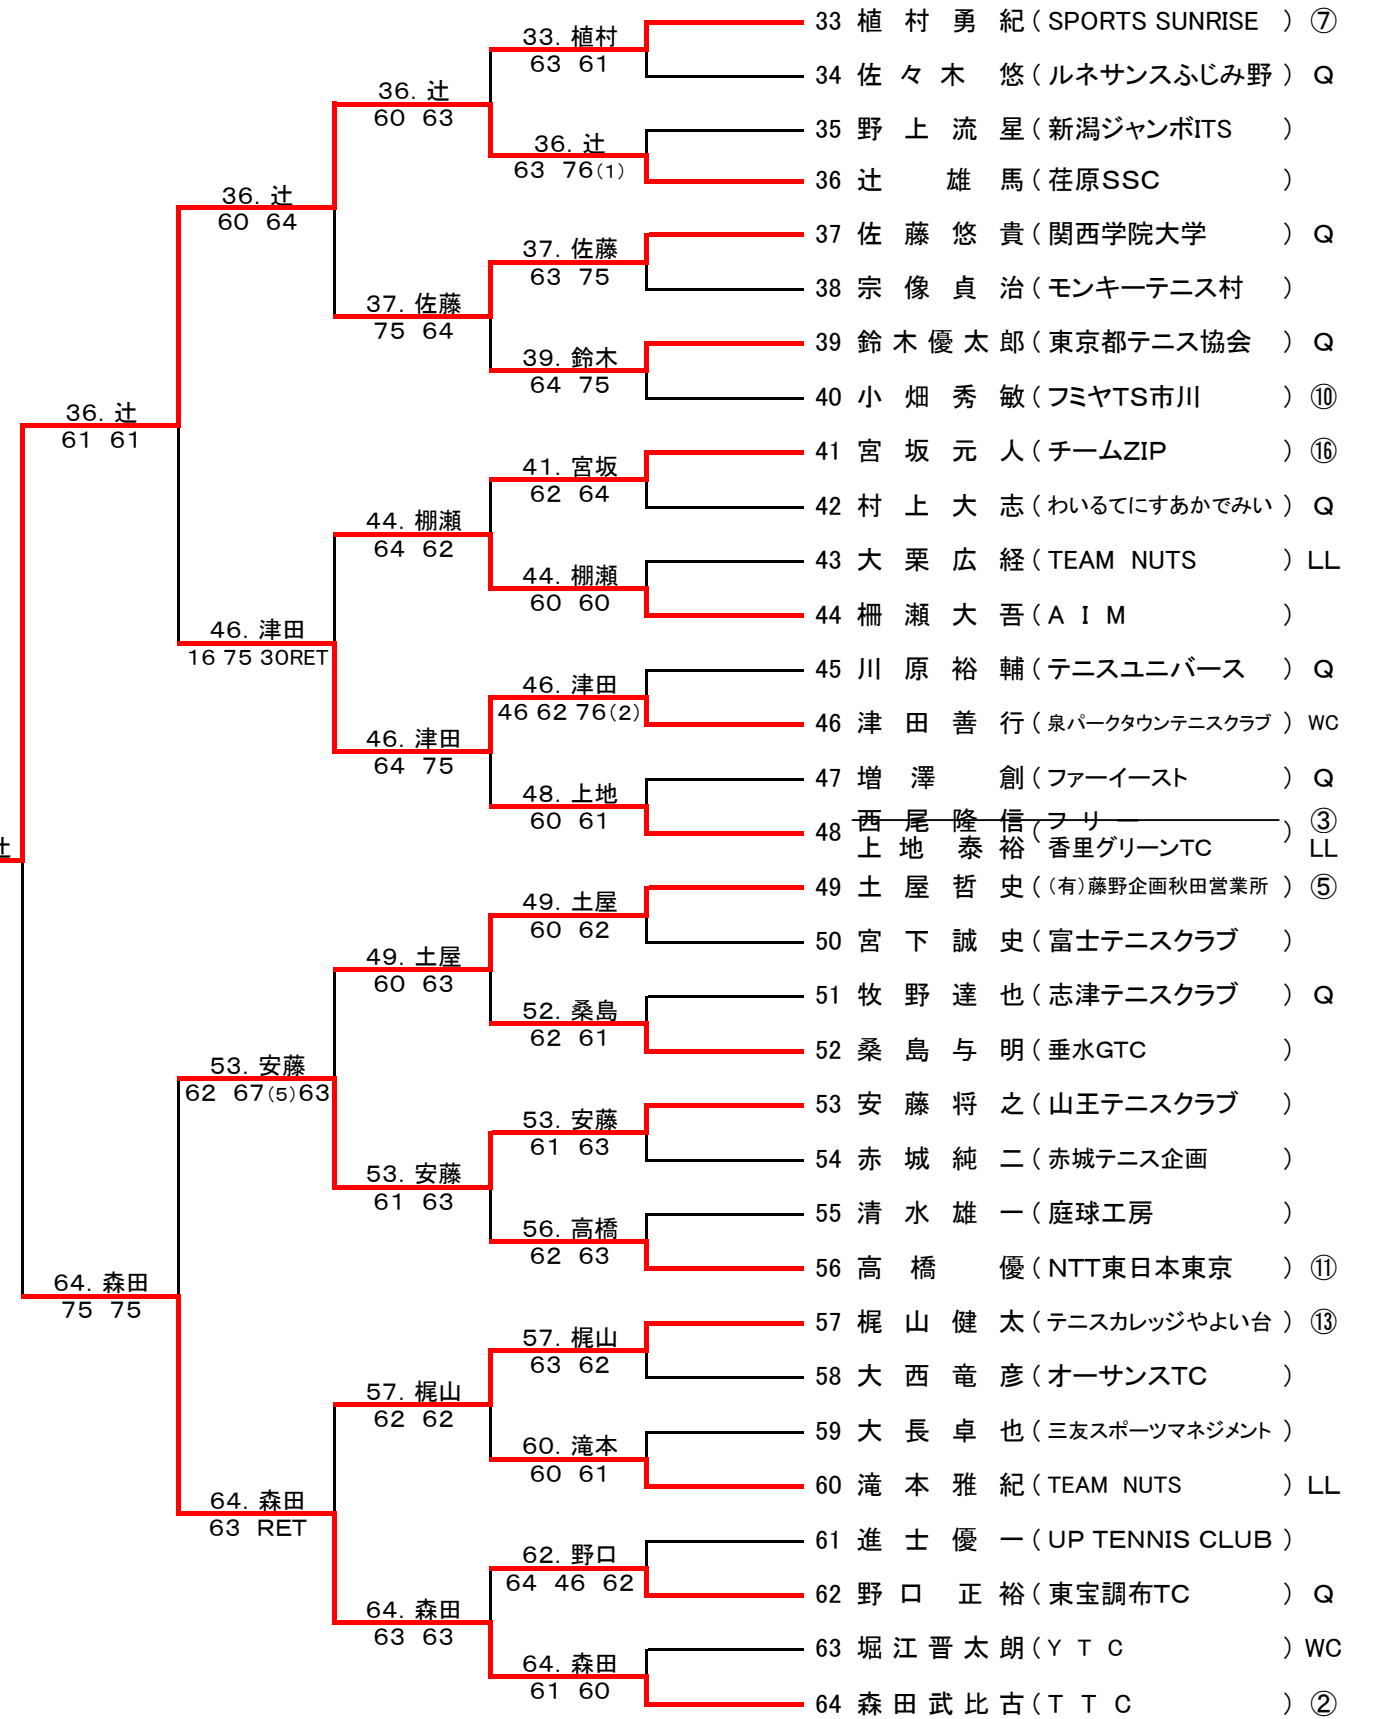 33 植村勇紀 ( SPORTS SUNRISE ) ⑦
34 佐々木悠 ( ルネサンスふじみ野 ) Q
35 野上流星 ( 新潟ジャンボITS )
36 辻雄馬 ( 荏原SSC )
37 佐藤悠貴 ( 関西学院大学 ) Q
38 宗像貞治 ( モンキーテニス村 )
39 鈴木優太郎 ( 東京都テニス協会 ) Q
40 小畑秀敏 ( フミヤTS市川 ) ⑩
41 宮坂元人 ( チームZIP ) ⑯
42 村上大志 ( わいるてにすあかでみい ) Q
43 大栗広経 ( TEAM NUTS ) LL
44 柵瀬大吾 ( A I M )
45 川原裕輔 ( テニスユニバース ) Q
46 津田善行 ( 泉パークタウンテニスクラブ ) WC
47 増澤創 ( ファーイースト ) Q
48 西尾隆信 ( フリー ) ③
上地泰裕 香里グリーンTC LL
49 土屋哲史 ( (有)藤野企画秋田営業所 ) ⑤
50 宮下誠史 ( 富士テニスクラブ )
51 牧野達也 ( 志津テニスクラブ ) Q
52 桑島与明 ( 垂水GTC )
53 安藤将之 ( 山王テニスクラブ )
54 赤城純二 ( 赤城テニス企画 )
55 清水雄一 ( 庭球工房 )
56 高橋優 ( NTT東日本東京 ) ⑪
57 梶山健太 ( テニスカレッジやよい台 ) ⑬
58 大西竜彦 ( オーサンスTC )
59 大長卓也 ( 三友スポーツマネジメント )
60 滝本雅紀 ( TEAM NUTS ) LL
61 進士優一 ( UP TENNIS CLUB )
62 野口正裕 ( 東宝調布TC ) Q
63 堀江晋太朗 ( Y T C ) WC
64 森田武比古 ( T T C ) ②
33. 植村
63 61
36. 辻
63 76(1)
37. 佐藤
63 75
39. 鈴木
64 75
41. 宮坂
62 64
44. 棚瀬
60 60
46. 津田
46 62 76(2)
48. 上地
60 61
49. 土屋
60 62
52. 桑島
62 61
53. 安藤
61 63
56. 高橋
62 63
57. 梶山
63 62
60. 滝本
60 61
62. 野口
64 46 62
64. 森田
61 60
36. 辻
60 63
37. 佐藤
75 64
44. 棚瀬
64 62
46. 津田
64 75
49. 土屋
60 63
53. 安藤
61 63
57. 梶山
62 62
64. 森田
63 63
36. 辻
60 64
46. 津田
16 75 30RET
53. 安藤
62 67(5)63
64. 森田
63 RET
36. 辻
61 61
64. 森田
75 75